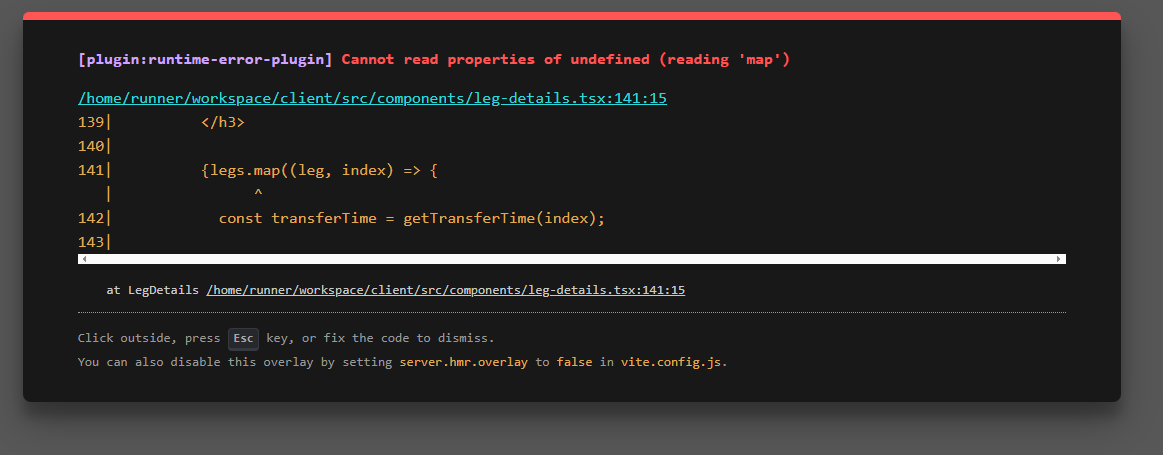 [plugin:runtime-error-plugin] Cannot read properties of undefined (reading 'map')
/home/runner/workspace/client/src/components/leg-details.tsx:141:15
139|          </h3>
140|
141|          {legs.map((leg, index) => {
   |                ^
142|            const transferTime = getTransferTime(index);
143|
at LegDetails /home/runner/workspace/client/src/components/leg-details.tsx:141:15
Click outside, press Esc key, or fix the code to dismiss.
You can also disable this overlay by setting server.hmr.overlay to false in vite.config.js.